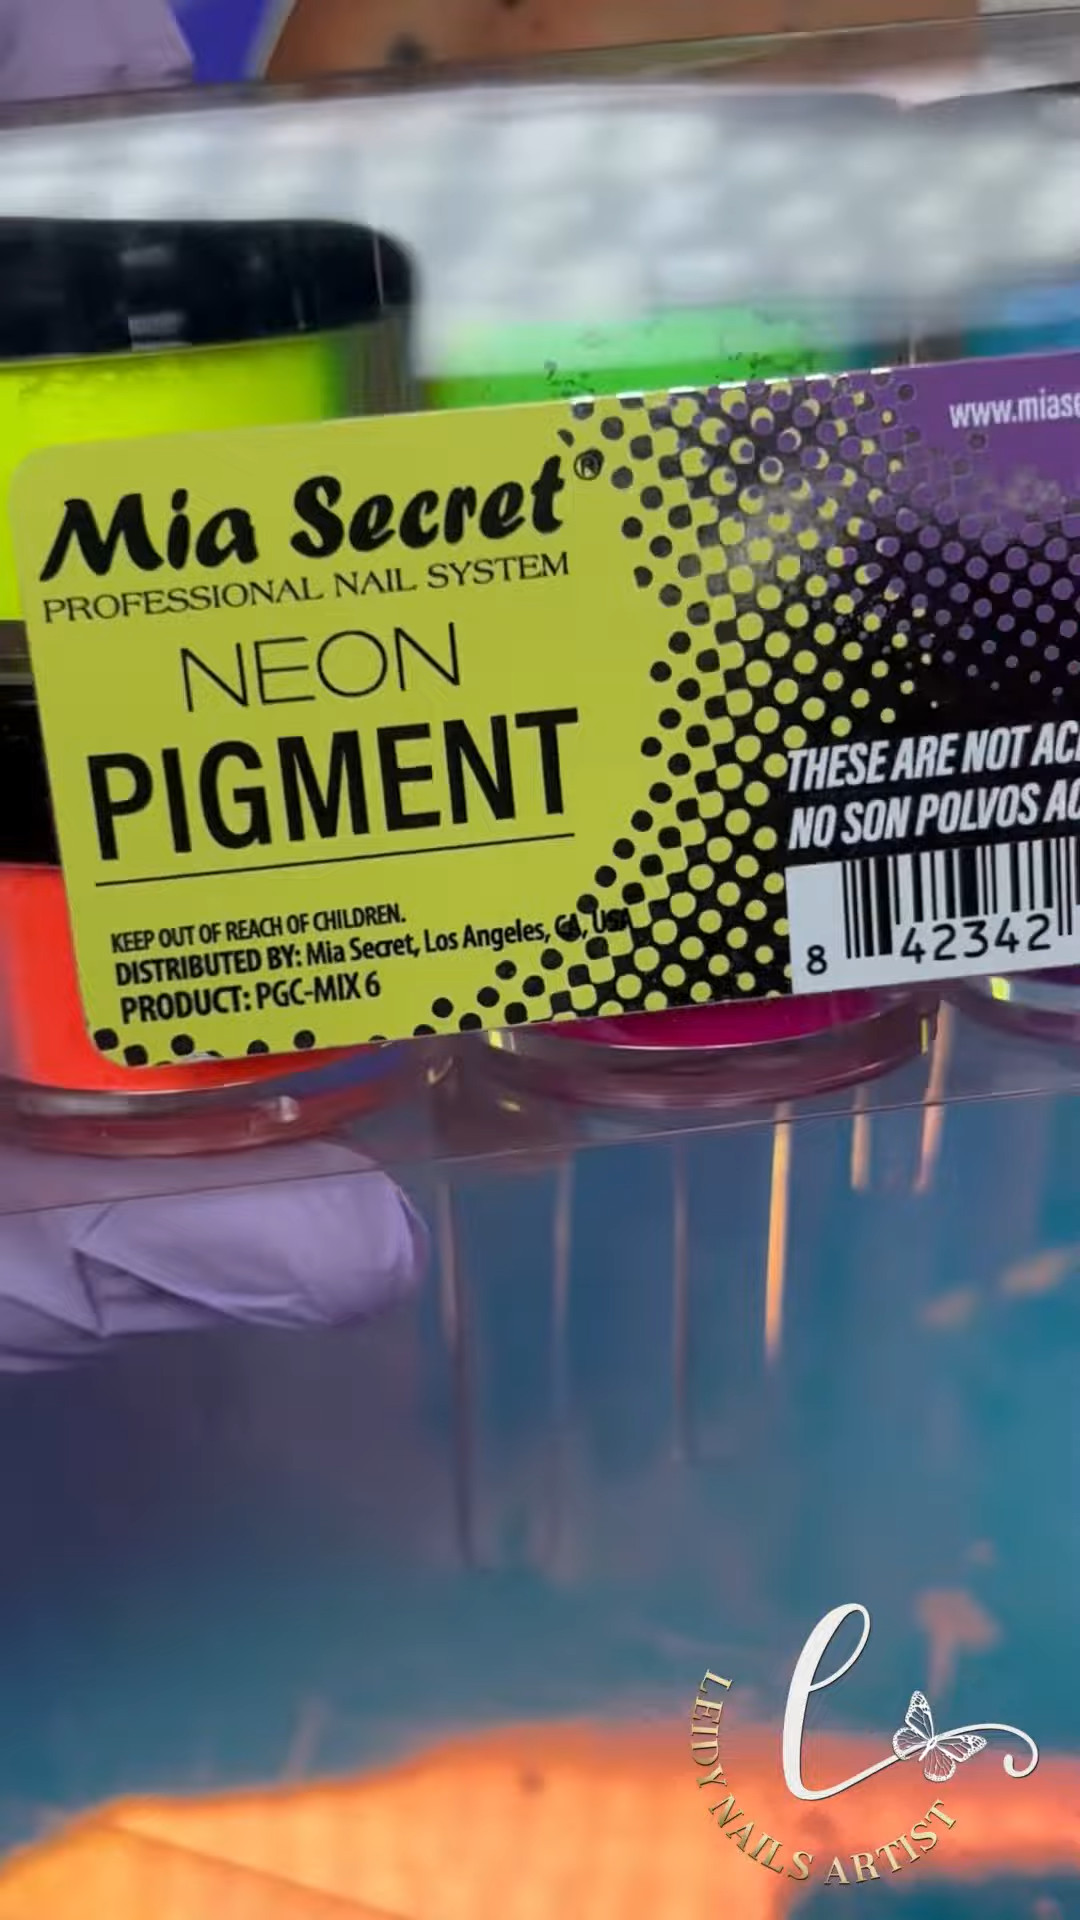 www.miase
Mia Secret®
PROFESSIONAL NAIL SYSTEM
NEON
PIGMENT
THESE ARE NOT AC
NO SON POLVOS AC
KEEP OUT OF REACH OF CHILDREN.
DISTRIBUTED BY: Mia Secret, Los Angeles, CA, USA
PRODUCT: PGC-MIX 6
8 42342
L
LEIDY NAILS ARTIST